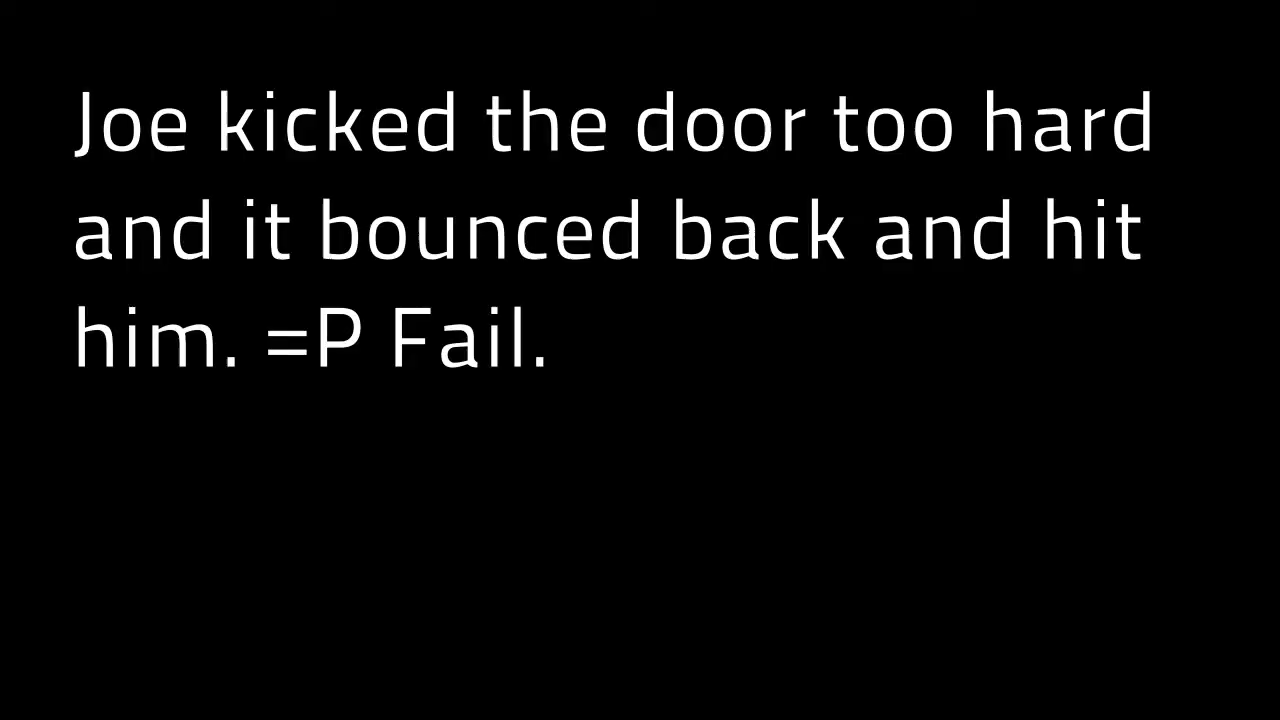 Joe kicked the door too hard
and it bounced back and hit
him. =P Fail.